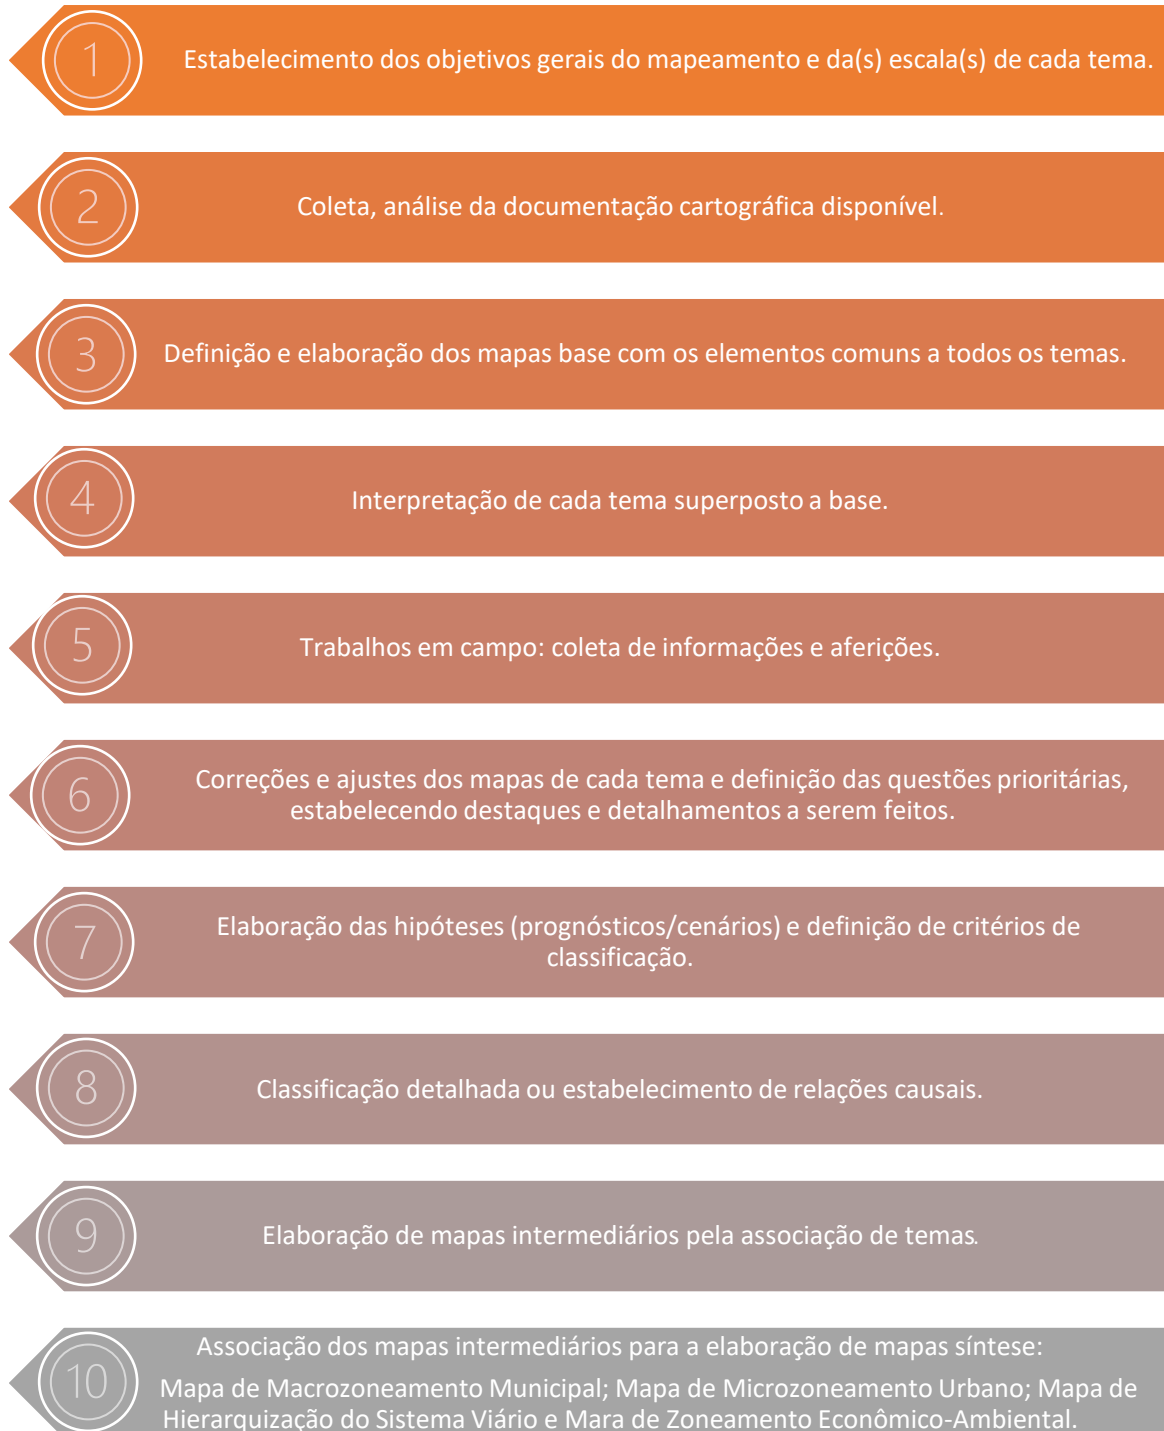 1
Estabelecimento dos objetivos gerais do mapeamento e da(s) escala(s) de cada tema.
2
Coleta, análise da documentação cartográfica disponível.
3
Definição e elaboração dos mapas base com os elementos comuns a todos os temas.
4
Interpretação de cada tema superposto a base.
5
Trabalhos em campo: coleta de informações e aferições.
6
Correções e ajustes dos mapas de cada tema e definição das questões prioritárias,
estabelecendo destaques e detalhamentos a serem feitos.
7
Elaboração das hipóteses (prognósticos/cenários) e definição de critérios de
classificação.
8
Classificação detalhada ou estabelecimento de relações causais.
9
Elaboração de mapas intermediários pela associação de temas.
10
Associação dos mapas intermediários para a elaboração de mapas síntese:
Mapa de Macrozoneamento Municipal; Mapa de Microzoneamento Urbano; Mapa de
Hierarquização do Sistema Viário e Mara de Zoneamento Econômico-Ambiental.